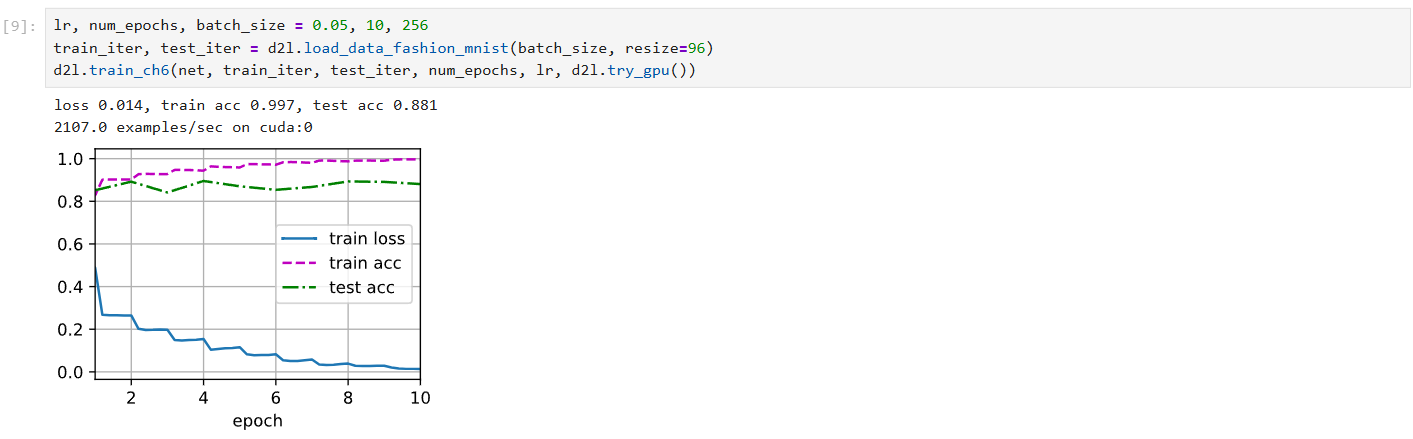 [9]:
lr, num_epochs, batch_size = 0.05, 10, 256
train_iter, test_iter = d2l.load_data_fashion_mnist(batch_size, resize=96)
d2l.train_ch6(net, train_iter, test_iter, num_epochs, lr, d2l.try_gpu())
loss 0.014, train acc 0.997, test acc 0.881
2107.0 examples/sec on cuda:0
1.0
0.8
0.6
0.4
0.2
0.0
train loss
train acc
test acc
2 4 6 8 10
epoch